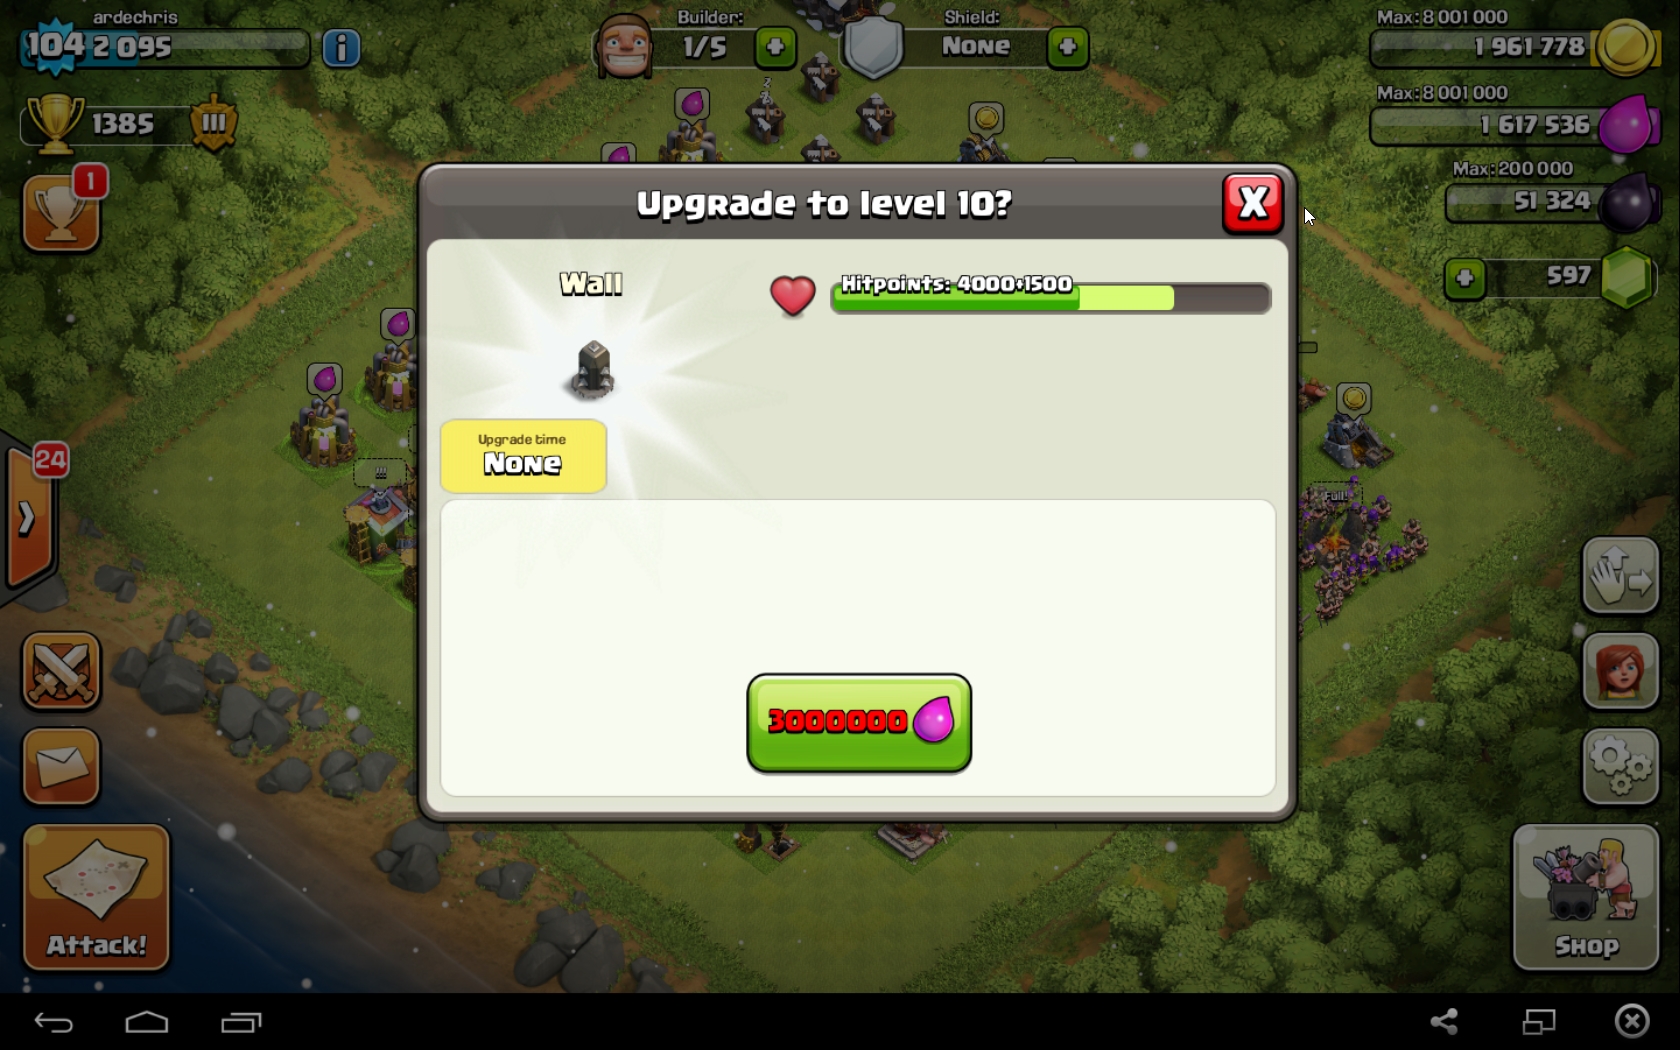 ardechris
104 2 095
i
Builder:
1/5
Shield:
None
Max: 8 001 000
1 961 778
Max: 8 001 000
1 617 536
Max: 200 000
51 324
597
1385
III
1
Upgrade to level 10?
X
Wall
Hitpoints: 4000+1500
Upgrade time
None
3000000
24
!!!
Full!
Attack!
Shop